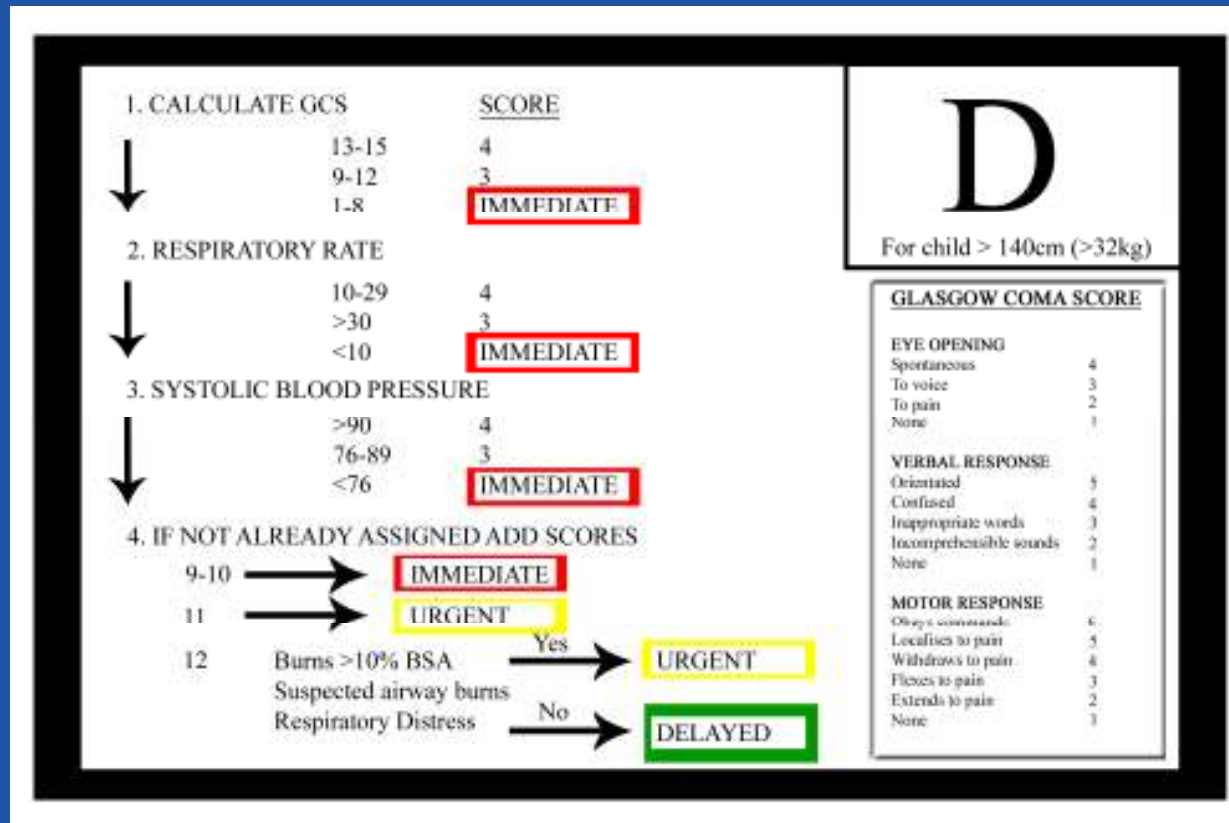 1. CALCULATE GCS SCORE
13-15 4
9-12 3
1-8 IMMEDIATE
2. RESPIRATORY RATE
10-29 4
>30 3
<10 IMMEDIATE
3. SYSTOLIC BLOOD PRESSURE
>90 4
76-89 3
<76 IMMEDIATE
4. IF NOT ALREADY ASSIGNED ADD SCORES
9-10 IMMEDIATE
11 URGENT
12 Burns >10% BSA Yes URGENT
Suspected airway burns
Respiratory Distress No DELAYED
D
For child > 140cm (>32kg)
GLASGOW COMA SCORE
EYE OPENING
Spontaneous 4
To voice 3
To pain 2
None 1
VERBAL RESPONSE
Orientated 5
Confused 4
Inappropriate words 3
Incomprehensible sounds 2
None 1
MOTOR RESPONSE
Obeys commands 6
Localises to pain 5
Withdraws to pain 4
Flexes to pain 3
Extends to pain 2
None 1